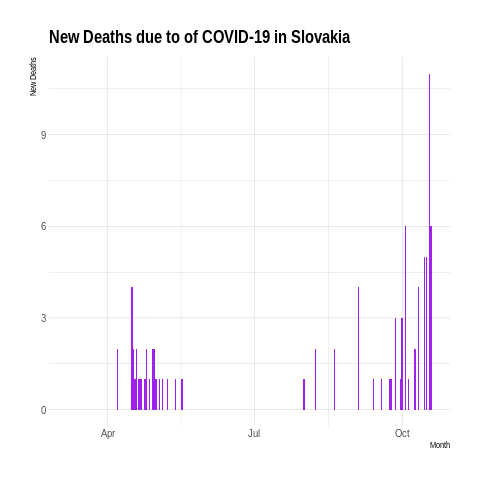 New Deaths due to of COVID-19 in Slovakia
New Deaths
9
6
3
0
Apr Jul Oct
Month